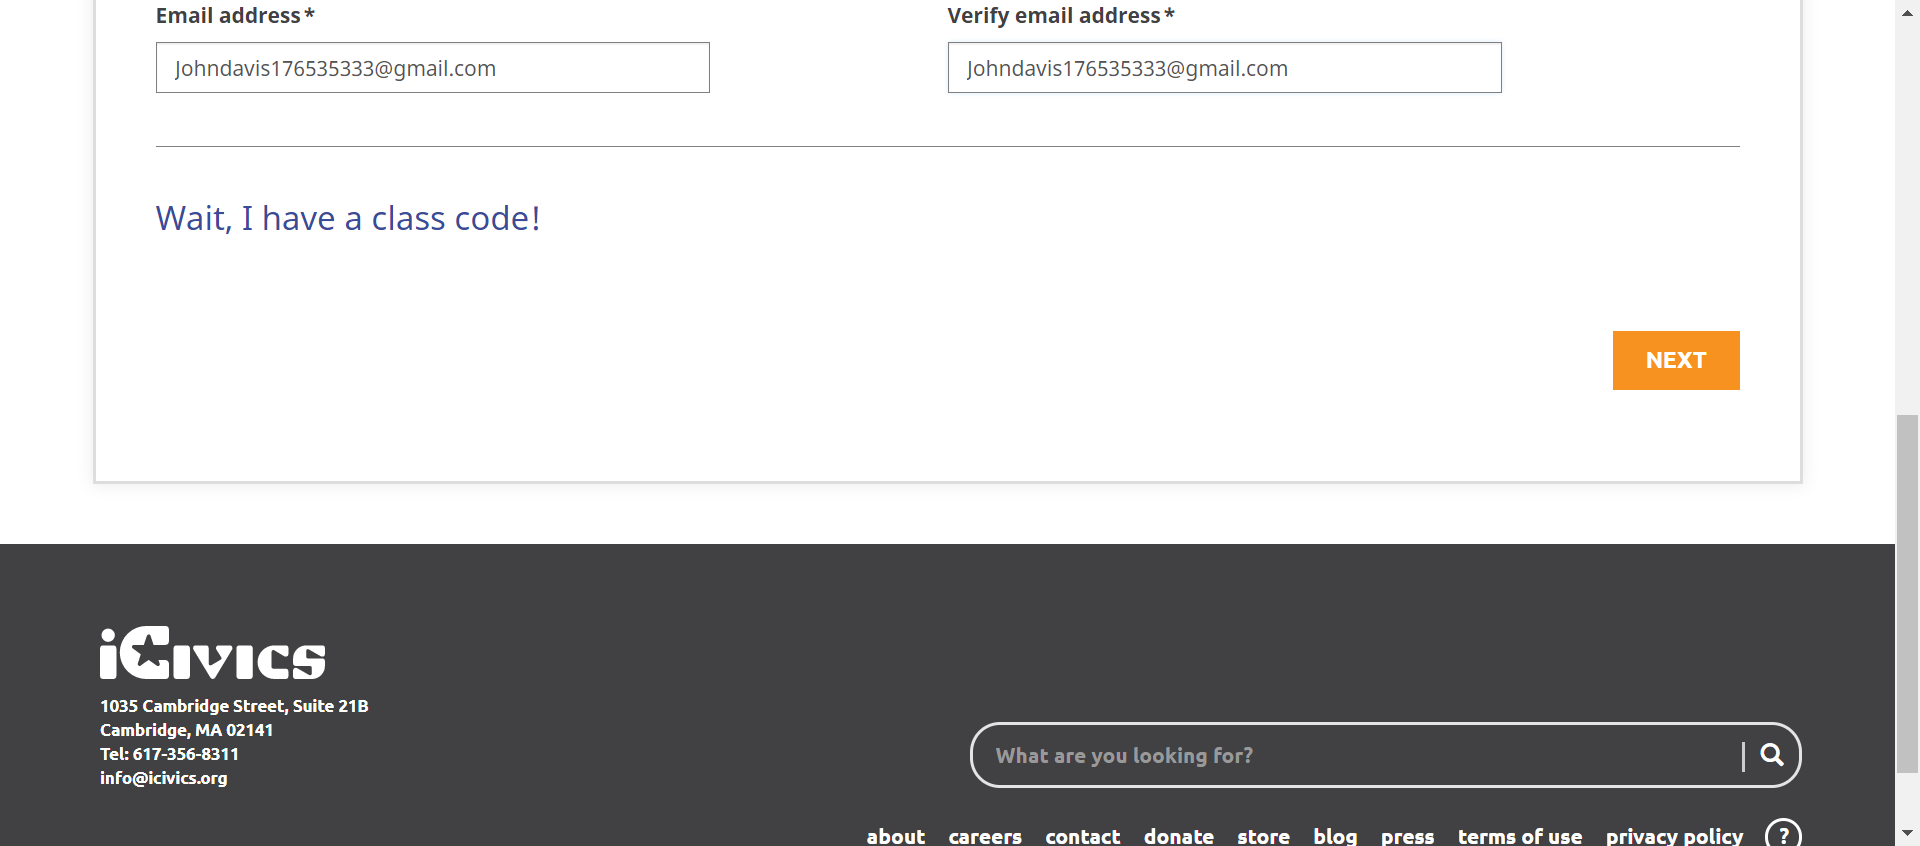 Email address*
Verify email address*
Johndavis176535333@gmail.com
Johndavis176535333@gmail.com
Wait, I have a class code!
NEXT
iCivics
1035 Cambridge Street, Suite 21B
Cambridge, MA 02141
Tel: 617-356-8311
info@icivics.org
What are you looking for?
about careers contact donate store blog press terms of use privacy policy ?